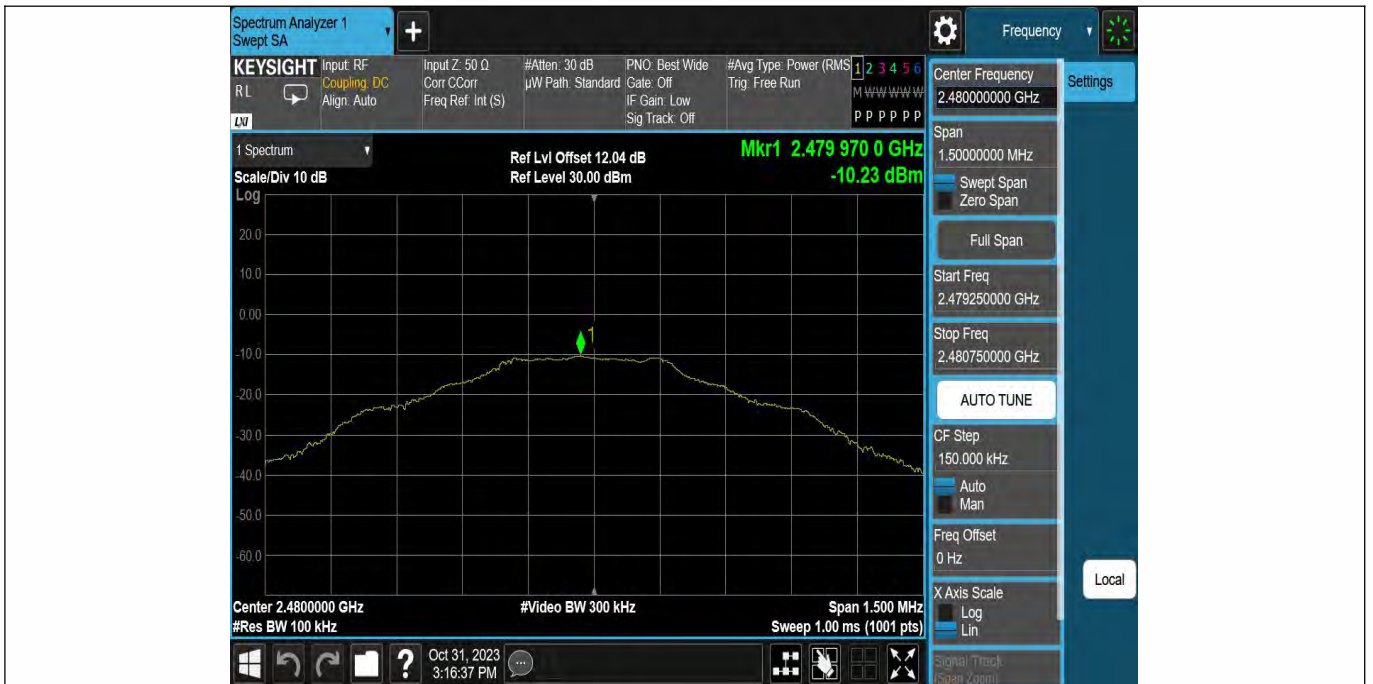 Spectrum Analyzer 1
Swept SA
+
Frequency
KEYSIGHT
R L
LXI
Input: RF
Coupling: DC
Align: Auto
Input Z: 50 Ω
Corr CCorr
Freq Ref: Int (S)
#Atten: 30 dB
µW Path: Standard
PNO: Best Wide
Gate: Off
IF Gain: Low
Sig Track: Off
#Avg Type: Power (RMS
Trig: Free Run
1 2 3 4 5 6
M W W W W W
P P P P P P
1 Spectrum
Scale/Div 10 dB
Ref Lvl Offset 12.04 dB
Ref Level 30.00 dBm
Mkr1 2.479 970 0 GHz
-10.23 dBm
Log
20.0
10.0
0.00
-10.0
-20.0
-30.0
-40.0
-50.0
-60.0
1
Center 2.4800000 GHz
#Res BW 100 kHz
#Video BW 300 kHz
Span 1.500 MHz
Sweep 1.00 ms (1001 pts)
Center Frequency
2.480000000 GHz
Settings
Span
1.50000000 MHz
Swept Span
Zero Span
Full Span
Start Freq
2.479250000 GHz
Stop Freq
2.480750000 GHz
AUTO TUNE
CF Step
150.000 kHz
Auto
Man
Freq Offset
0 Hz
X Axis Scale
Log
Lin
Local
Signal Track
(Span Zoom)
?
Oct 31, 2023
3:16:37 PM